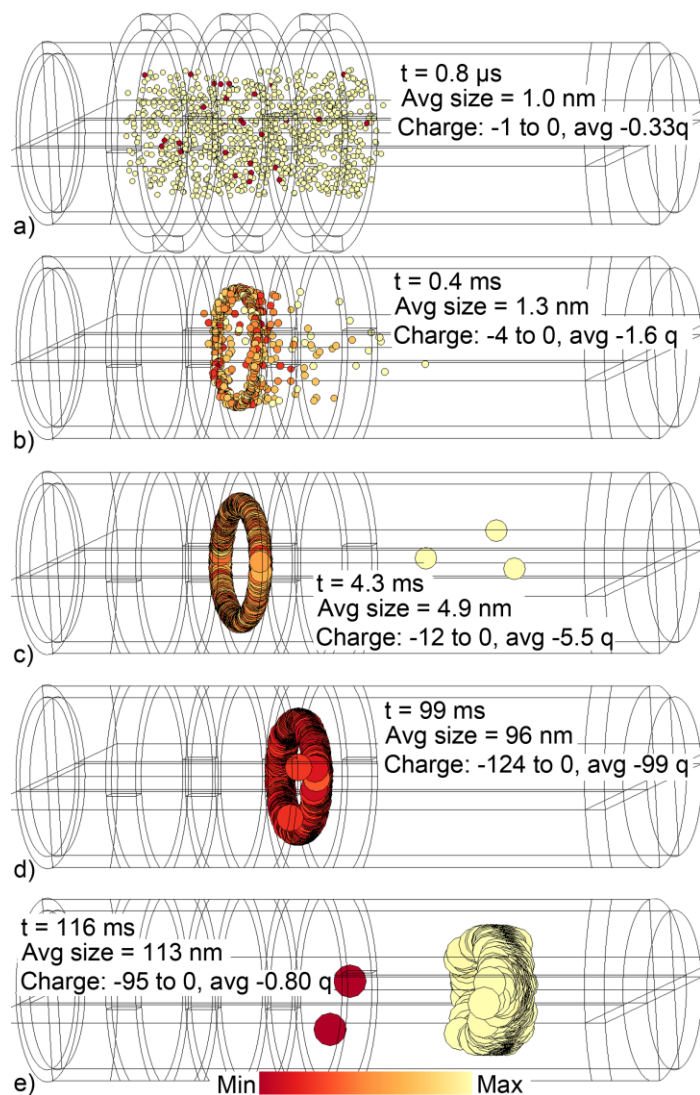 t = 0.8 µs
Avg size = 1.0 nm
Charge: -1 to 0, avg -0.33q
a)
t = 0.4 ms
Avg size = 1.3 nm
Charge: -4 to 0, avg -1.6 q
b)
t = 4.3 ms
Avg size = 4.9 nm
Charge: -12 to 0, avg -5.5 q
c)
t = 99 ms
Avg size = 96 nm
Charge: -124 to 0, avg -99 q
d)
t = 116 ms
Avg size = 113 nm
Charge: -95 to 0, avg -0.80 q
e)
Min Max